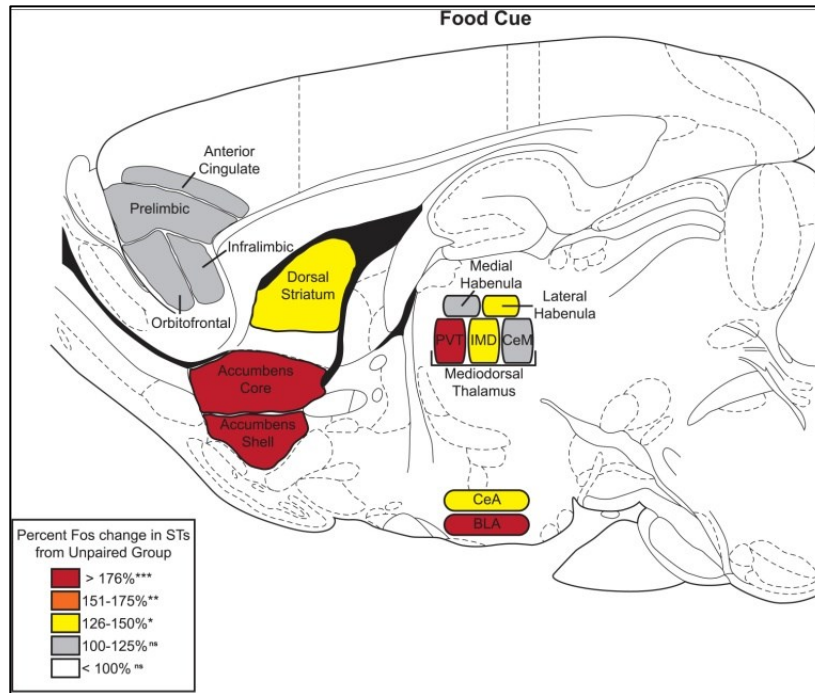 Food Cue
Anterior
Cingulate
Prelimbic
Infralimbic
Orbitofrontal
Dorsal
Striatum
Medial
Habenula
Lateral
Habenula
PVT IMD CeM
Mediodorsal
Thalamus
Accumbens
Core
Accumbens
Shell
CeA
BLA
Percent Fos change in STs
from Unpaired Group
> 176%***
151-175%**
126-150%*
100-125% ns
< 100% ns